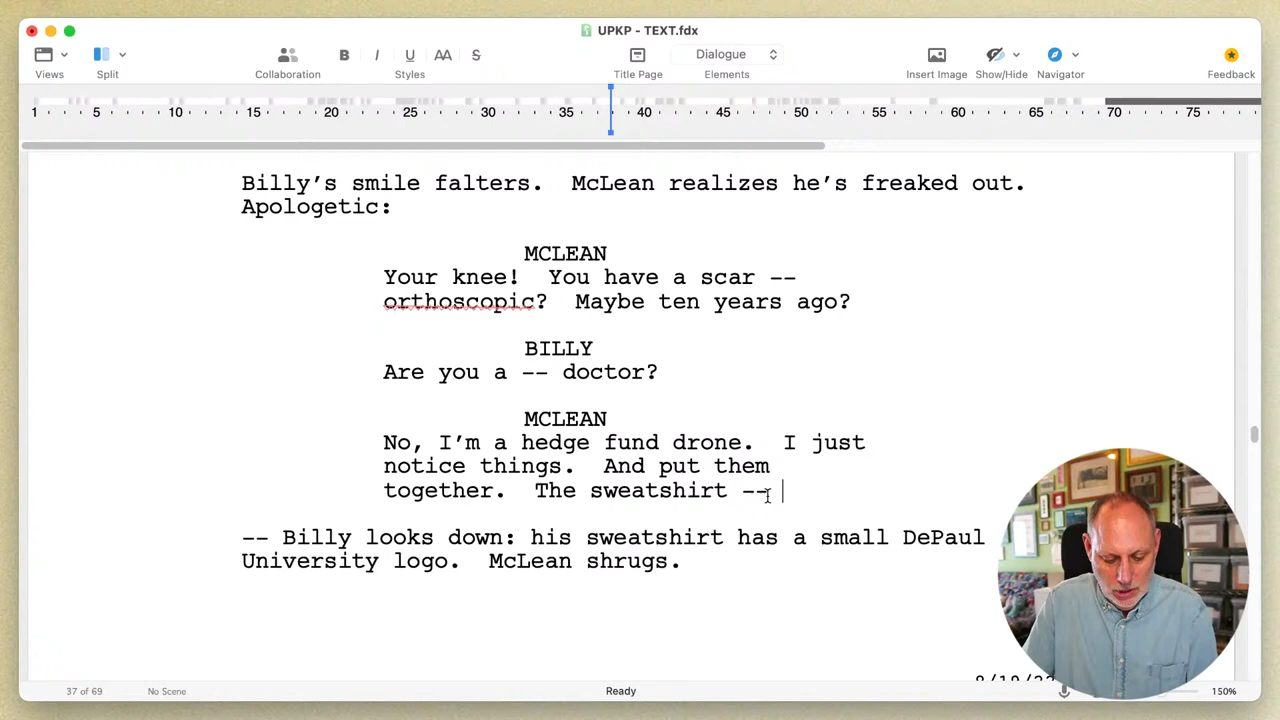 UPKP - TEXT.fdx
Views
Split
Collaboration
B I U AA S
Styles
Title Page
Dialogue
Elements
Insert Image
Show/Hide
Navigator
Feedback
1 5 10 15 20 25 30 35 40 45 50 55 60 65 70 75
Billy’s smile falters.  McLean realizes he’s freaked out.
Apologetic:
MCLEAN
Your knee!  You have a scar --
orthoscopic?  Maybe ten years ago?
BILLY
Are you a -- doctor?
MCLEAN
No, I’m a hedge fund drone.  I just
notice things.  And put them
together.  The sweatshirt --
-- Billy looks down: his sweatshirt has a small DePaul
University logo.  McLean shrugs.
37 of 69
No Scene
Ready
150%